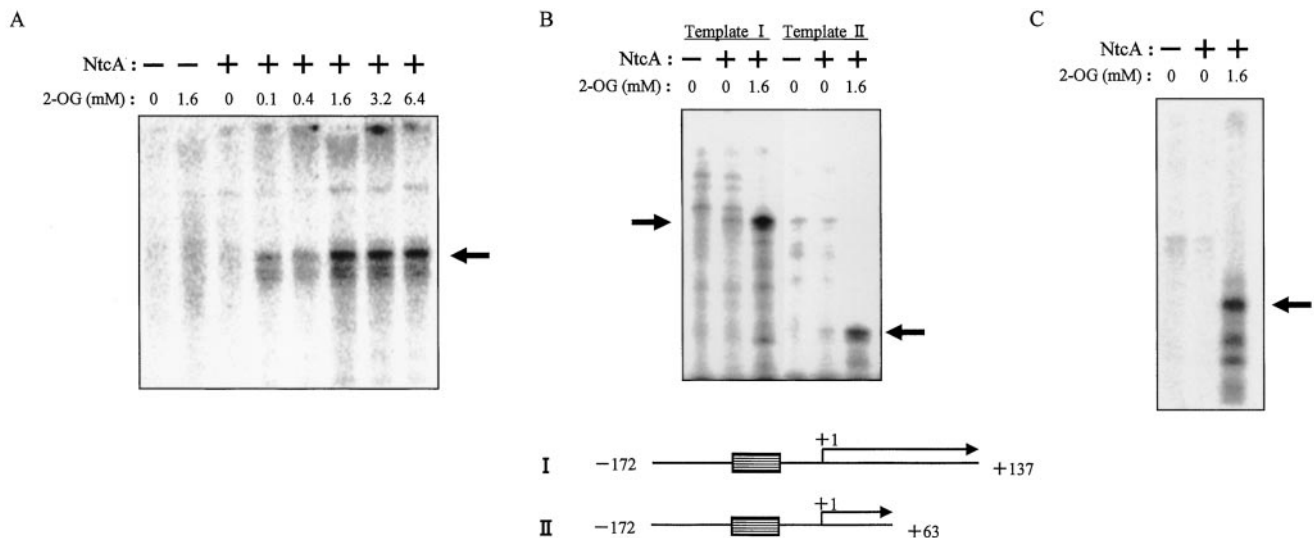 A
NtcA : − − + + + + + +
2-OG (mM) : 0 1.6 0 0.1 0.4 1.6 3.2 6.4
B
Template Ⅰ Template Ⅱ
NtcA : − + + − + +
2-OG (mM) : 0 0 1.6 0 0 1.6
Ⅰ −172 +1 +137
Ⅱ −172 +1 +63
C
NtcA : − + +
2-OG (mM) : 0 0 1.6